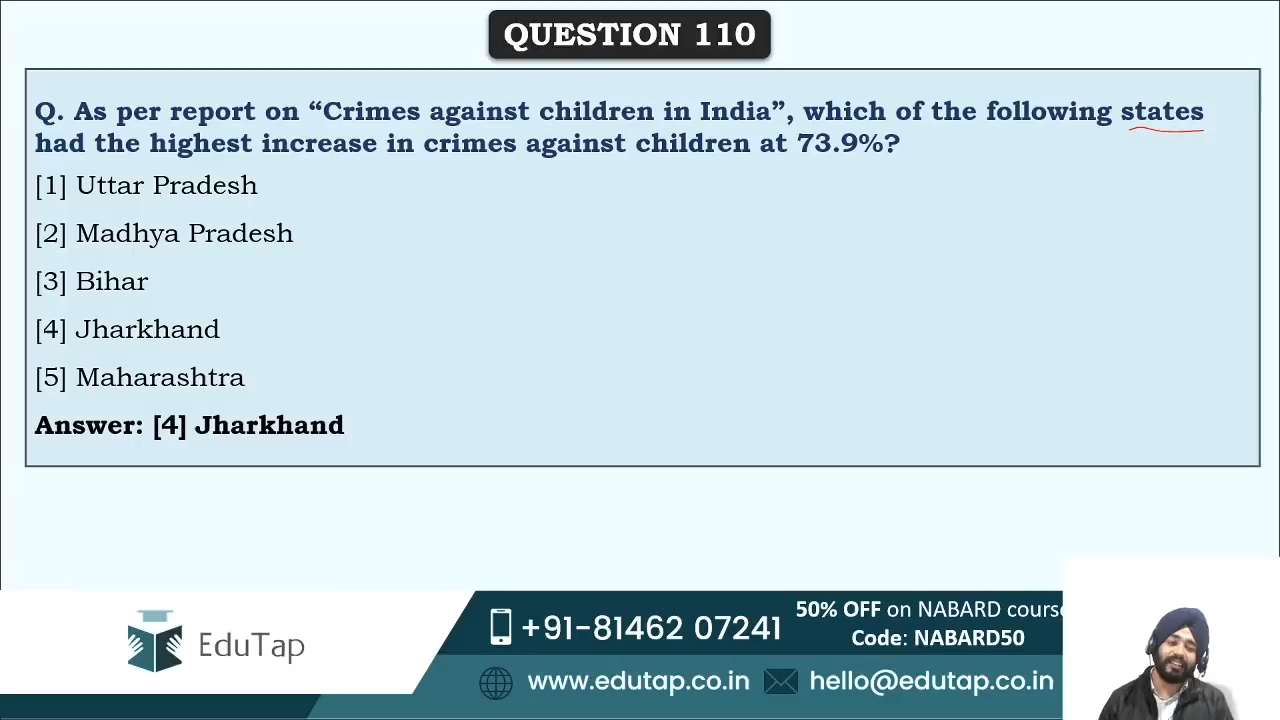 QUESTION 110
Q. As per report on “Crimes against children in India”, which of the following states
had the highest increase in crimes against children at 73.9%?
[1] Uttar Pradesh
[2] Madhya Pradesh
[3] Bihar
[4] Jharkhand
[5] Maharashtra
Answer: [4] Jharkhand
EduTap
+91-81462 07241
50% OFF on NABARD course
Code: NABARD50
www.edutap.co.in
hello@edutap.co.in